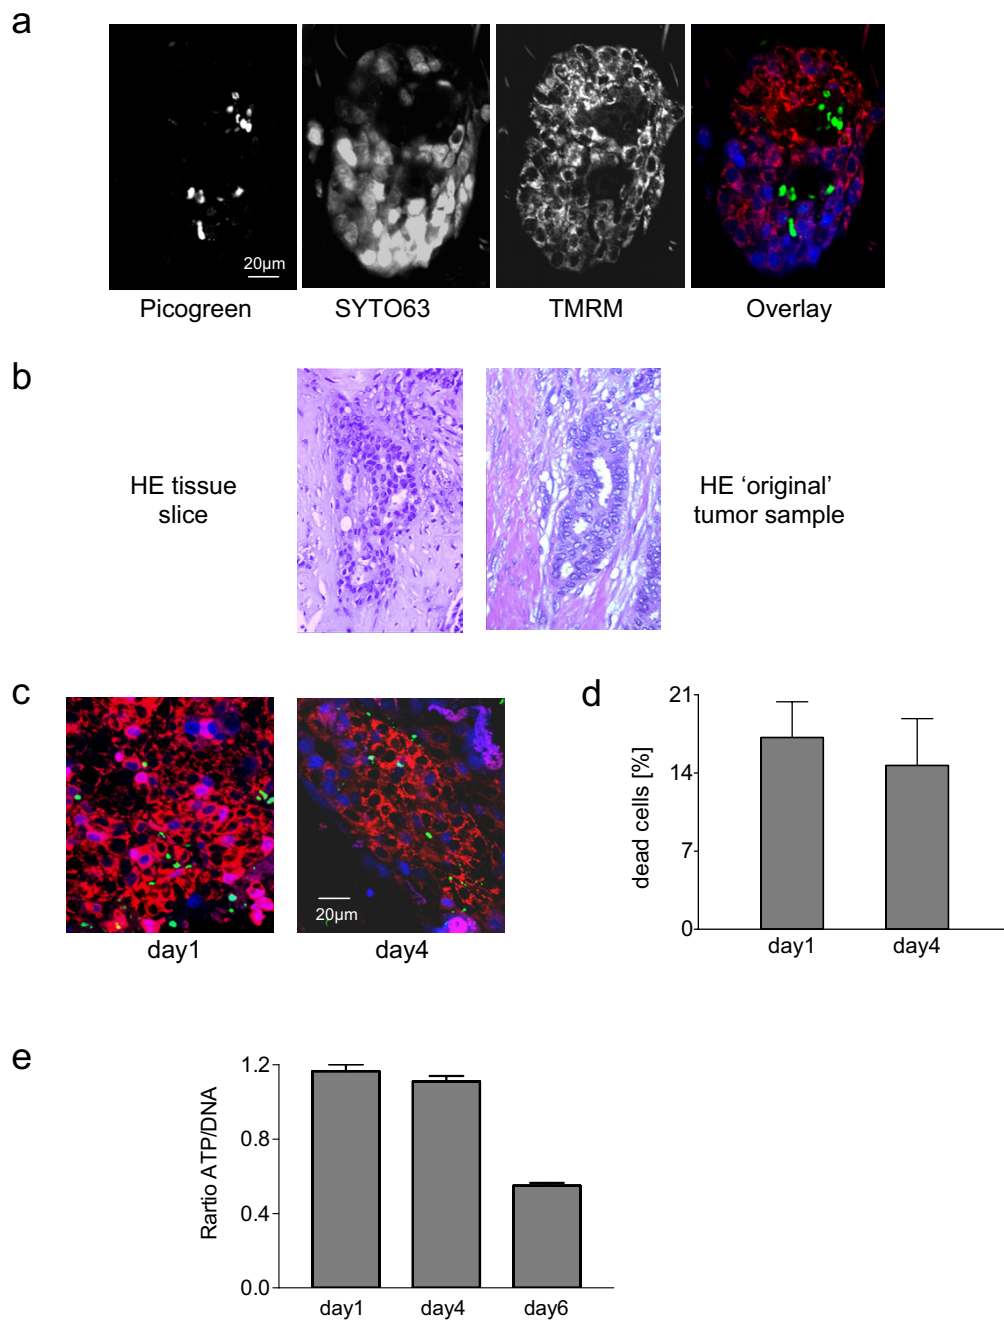 a
20µm
Picogreen
SYTO63
TMRM
Overlay
b
HE tissue
slice
HE ‘original’
tumor sample
c
20µm
day1
day4
d
dead cells [%]
21
14
7
0
day1
day4
e
Rartio ATP/DNA
1.2
0.8
0.4
0.0
day1
day4
day6